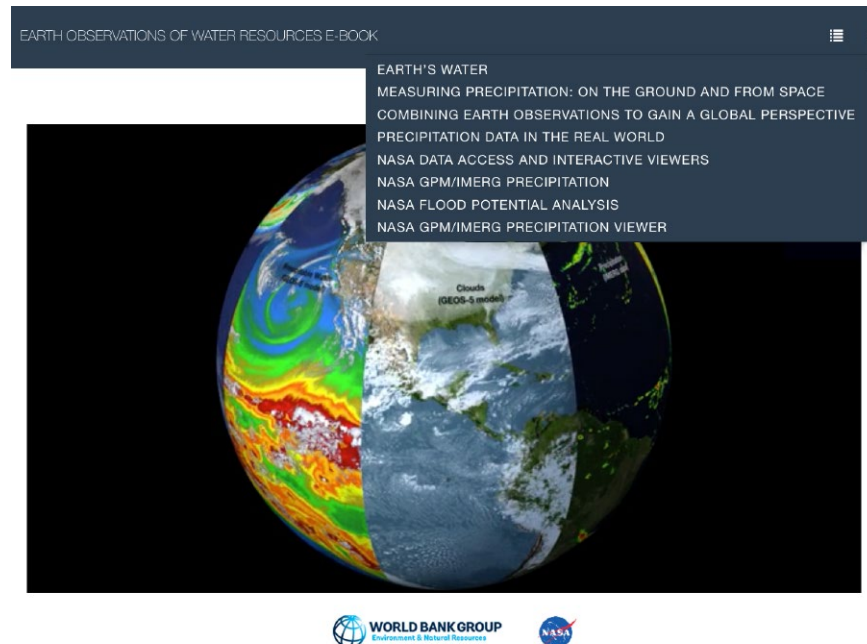 EARTH OBSERVATIONS OF WATER RESOURCES E-BOOK
EARTH'S WATER
MEASURING PRECIPITATION: ON THE GROUND AND FROM SPACE
COMBINING EARTH OBSERVATIONS TO GAIN A GLOBAL PERSPECTIVE
PRECIPITATION DATA IN THE REAL WORLD
NASA DATA ACCESS AND INTERACTIVE VIEWERS
NASA GPM/IMERG PRECIPITATION
NASA FLOOD POTENTIAL ANALYSIS
NASA GPM/IMERG PRECIPITATION VIEWER
Water
Clouds
(GEOS-5 model)
WORLD BANK GROUP
Environment & Natural Resources
NASA